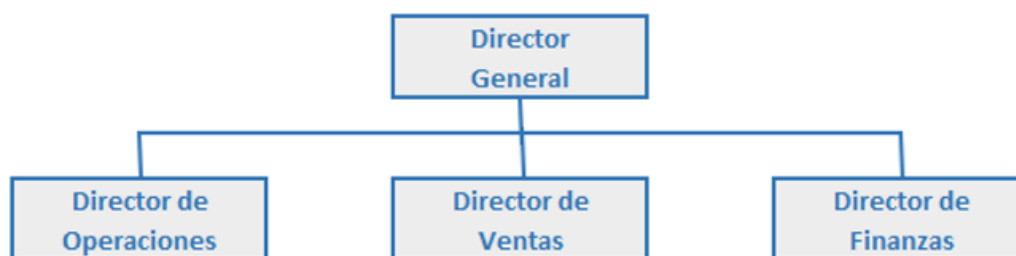 Director
General
Director de
Operaciones
Director de
Ventas
Director de
Finanzas